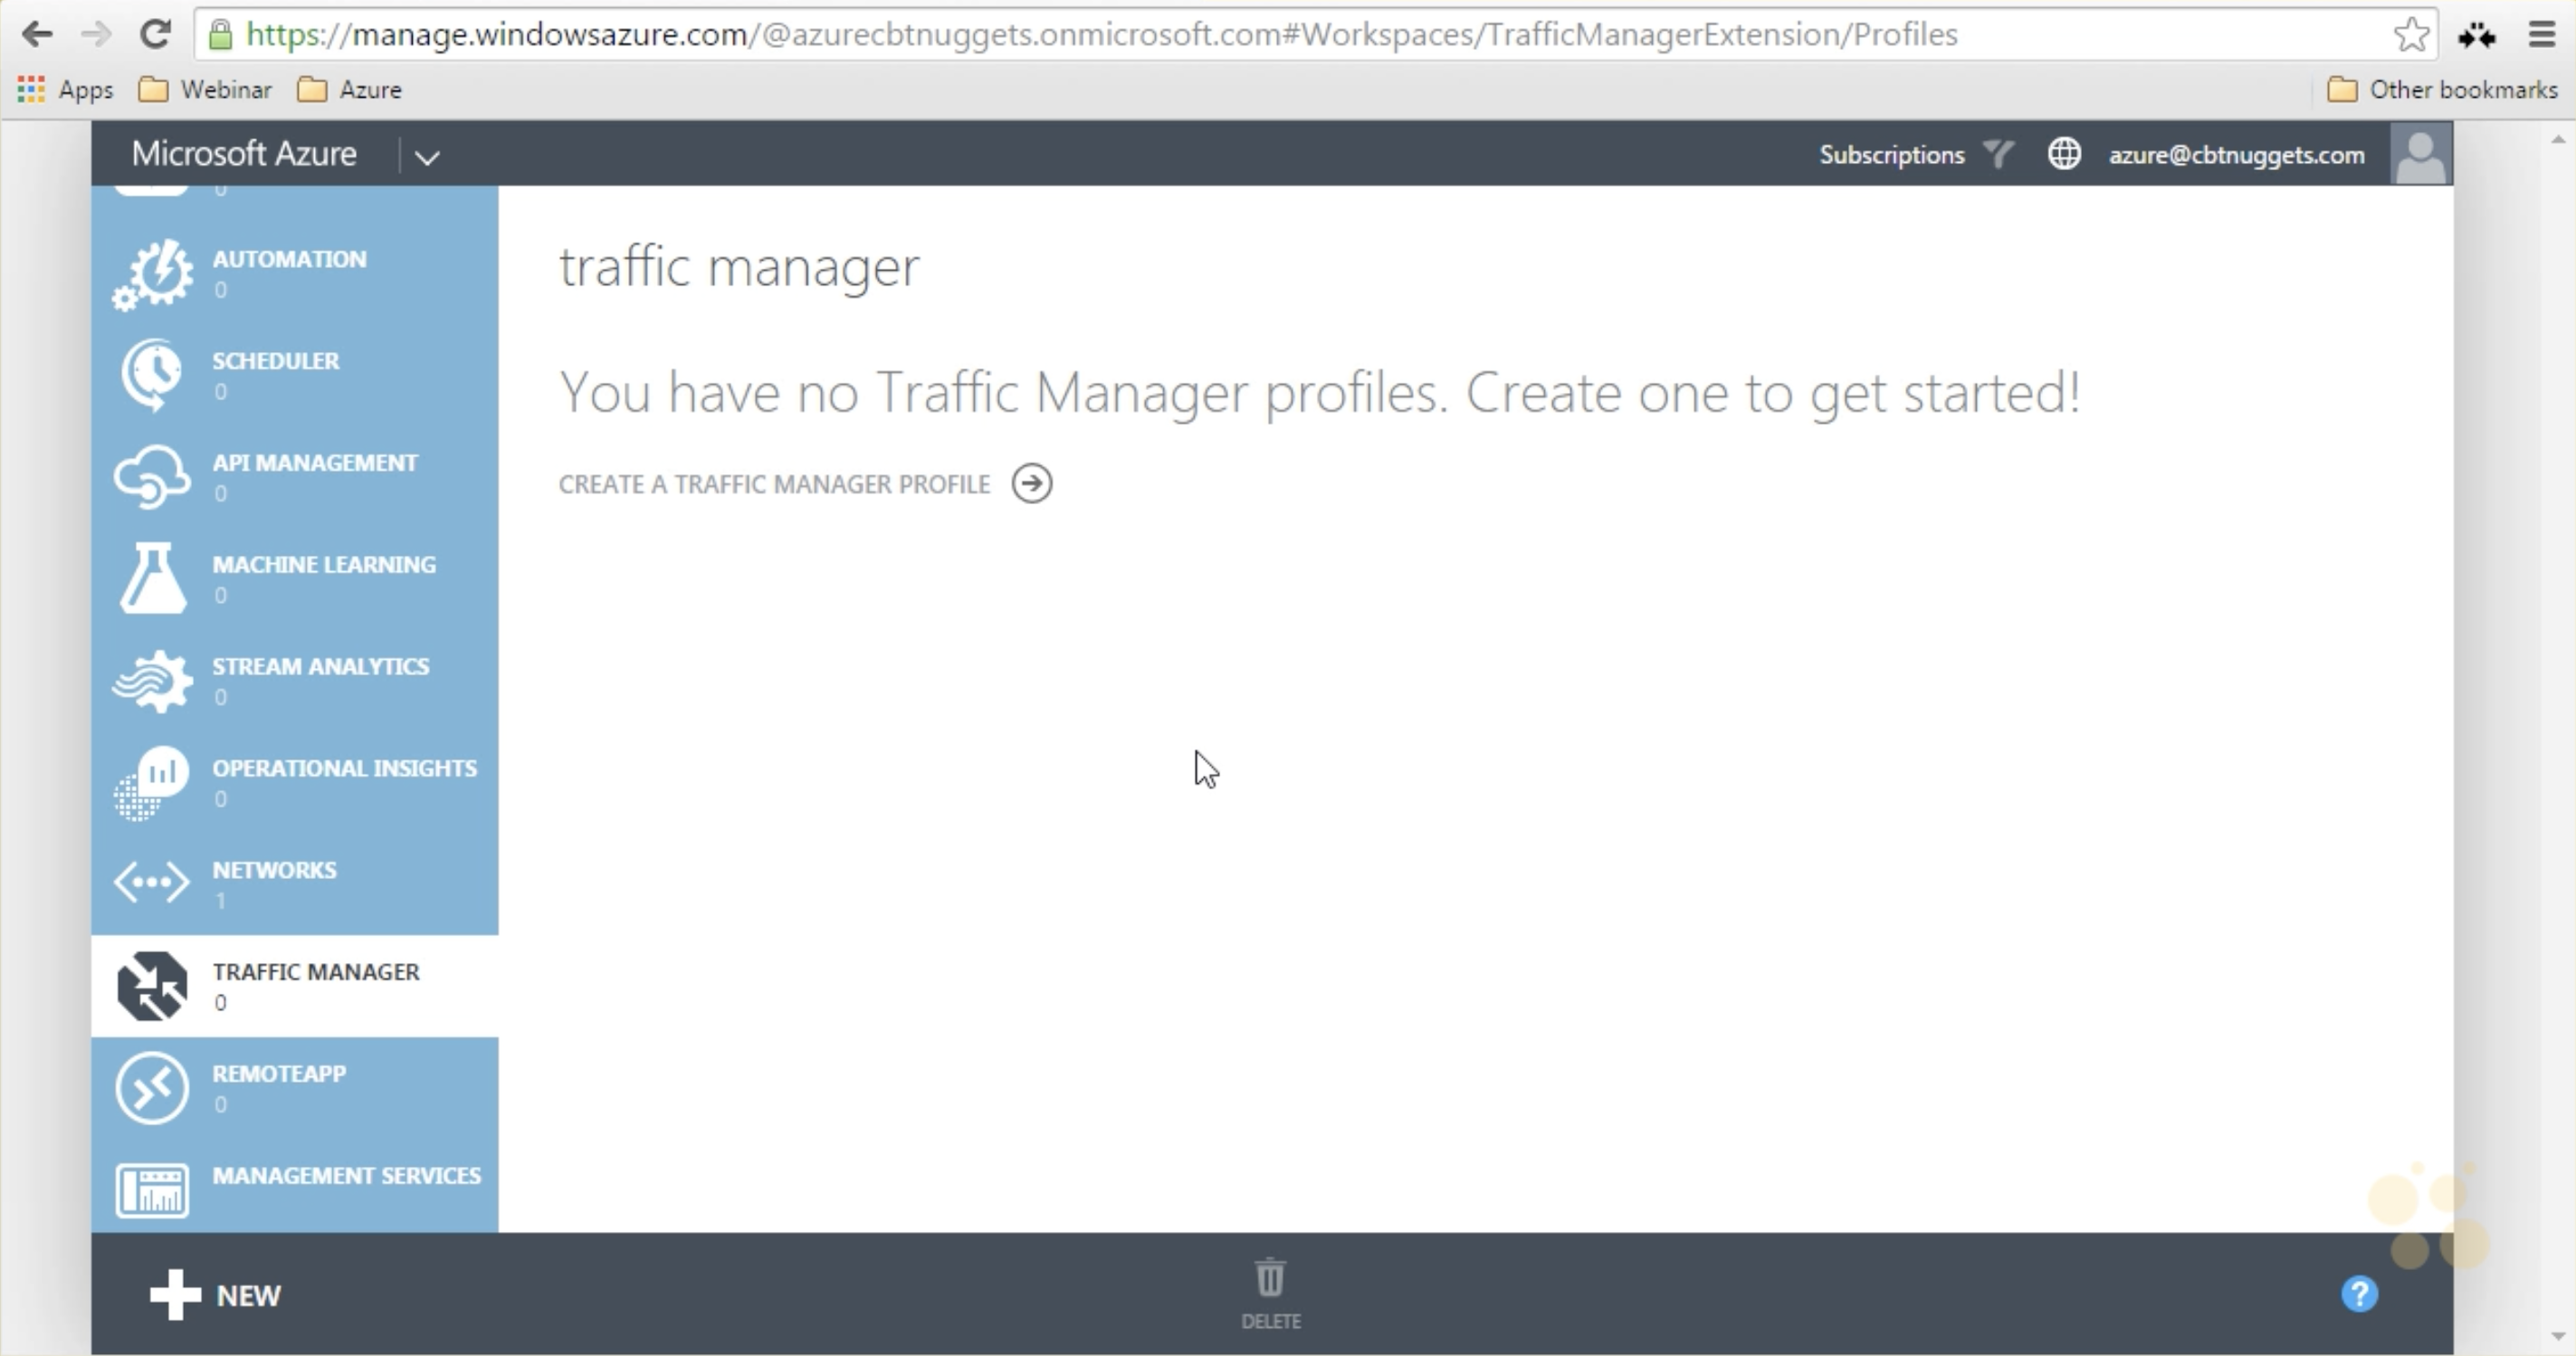 https://manage.windowsazure.com/@azurecbtnuggets.onmicrosoft.com#Workspaces/TrafficManagerExtension/Profiles
Apps Webinar Azure Other bookmarks
Microsoft Azure Subscriptions azure@cbtnuggets.com
0
AUTOMATION
0
SCHEDULER
0
API MANAGEMENT
0
MACHINE LEARNING
0
STREAM ANALYTICS
0
OPERATIONAL INSIGHTS
0
NETWORKS
1
TRAFFIC MANAGER
0
REMOTEAPP
0
MANAGEMENT SERVICES
traffic manager
You have no Traffic Manager profiles. Create one to get started!
CREATE A TRAFFIC MANAGER PROFILE
NEW
DELETE
?